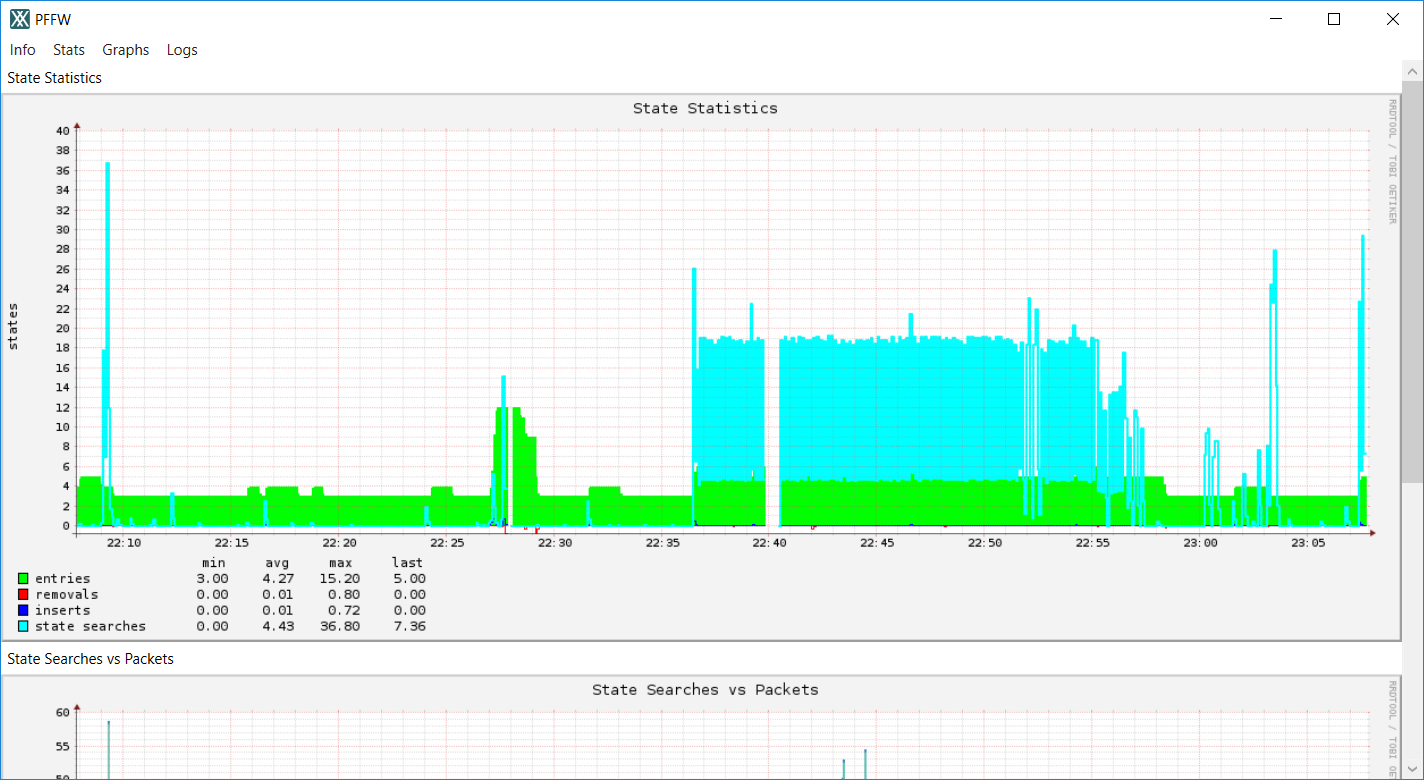 PFFW
Info Stats Graphs Logs
State Statistics
State Statistics
RRDTOOL / TOBI OETIKER
states
40
38
36
34
32
30
28
26
24
22
20
18
16
14
12
10
8
6
4
2
0
22:10 22:15 22:20 22:25 22:30 22:35 22:40 22:45 22:50 22:55 23:00 23:05
min avg max last
entries 3.00 4.27 15.20 5.00
removals 0.00 0.01 0.80 0.00
inserts 0.00 0.01 0.72 0.00
state searches 0.00 4.43 36.80 7.36
State Searches vs Packets
State Searches vs Packets
RRDTOOL / TOBI OE
60
55
50